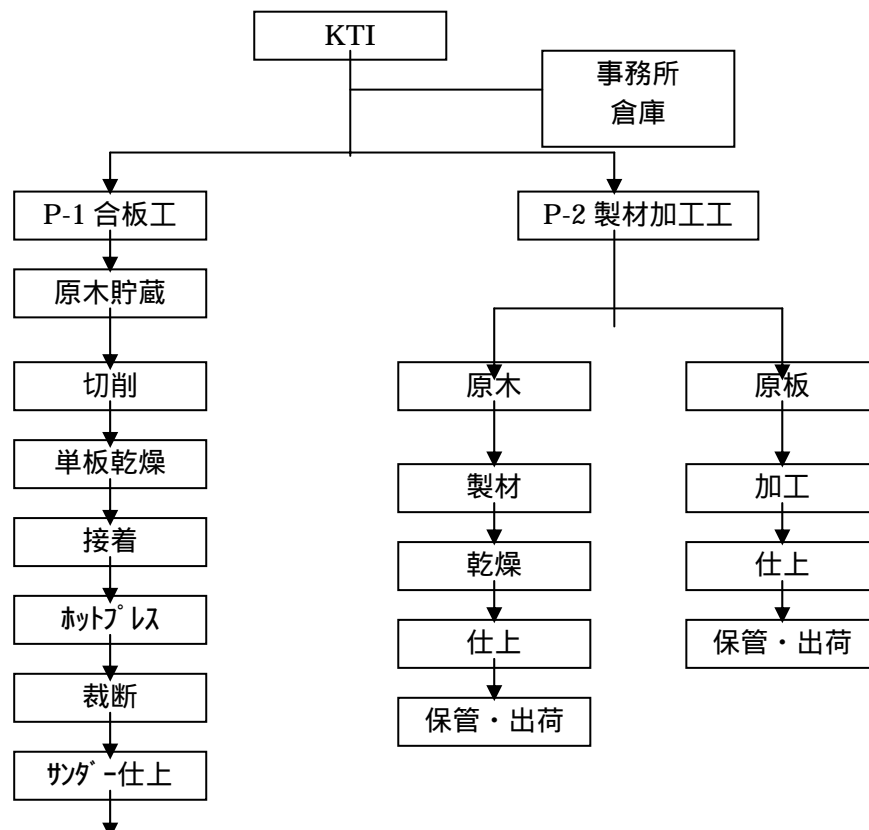 KTI
事務所
倉庫
P-1 合板工
P-2 製材加工工
原木貯蔵
切削
単板乾燥
接着
ﾎｯﾄﾌﾟﾚｽ
裁断
ｻﾝﾀﾞｰ仕上
原木
製材
乾燥
仕上
保管・出荷
原板
加工
仕上
保管・出荷